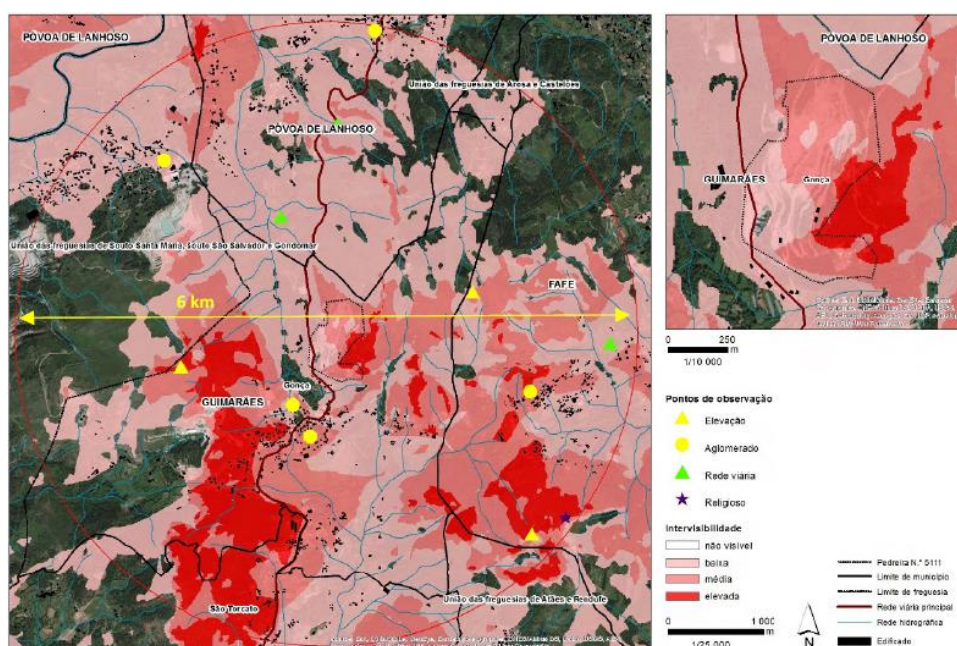 PÓVOA DE LANHOSO
União das freguesias de Arosa e Castelões
PÓVOA DE LANHOSO
União das freguesias de Souto Santa Maria, Souto São Salvador e Gondomar
FAFE
6 km
Gonça
GUIMARÃES
São Torcato
União das freguesias de Atães e Rendufe
PÓVOA DE LANHOSO
GUIMARÃES
Gonça
0 250
m
1/10 000
Pontos de observação
Elevação
Aglomerado
Rede viária
Religioso
Intervisibilidade
não visível
baixa
média
elevada
0 1 000
m
1/25 000
N
Pedreira N.º 5111
Limite de município
Limite de freguesia
Rede viária principal
Rede hidrográfica
Edificado